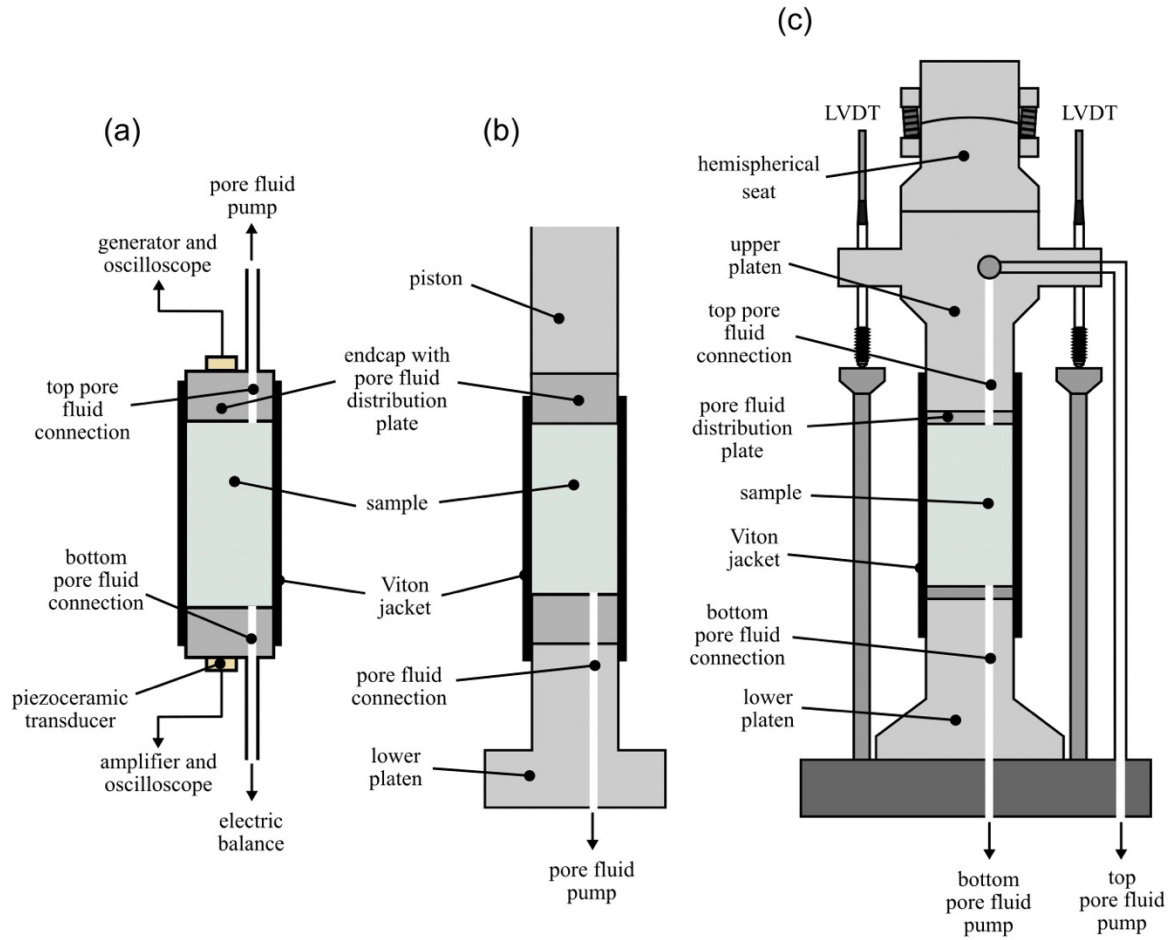 (a)
pore fluid
pump
generator and
oscilloscope
top pore
fluid
connection
bottom
pore fluid
connection
piezoceramic
transducer
amplifier and
oscilloscope
electric
balance
(b)
piston
endcap with
pore fluid
distribution
plate
sample
Viton
jacket
pore fluid
connection
lower
platen
pore fluid
pump
(c)
LVDT
LVDT
hemispherical
seat
upper
platen
top pore
fluid
connection
pore fluid
distribution
plate
sample
Viton
jacket
bottom
pore fluid
connection
lower
platen
bottom
pore fluid
pump
top
pore fluid
pump